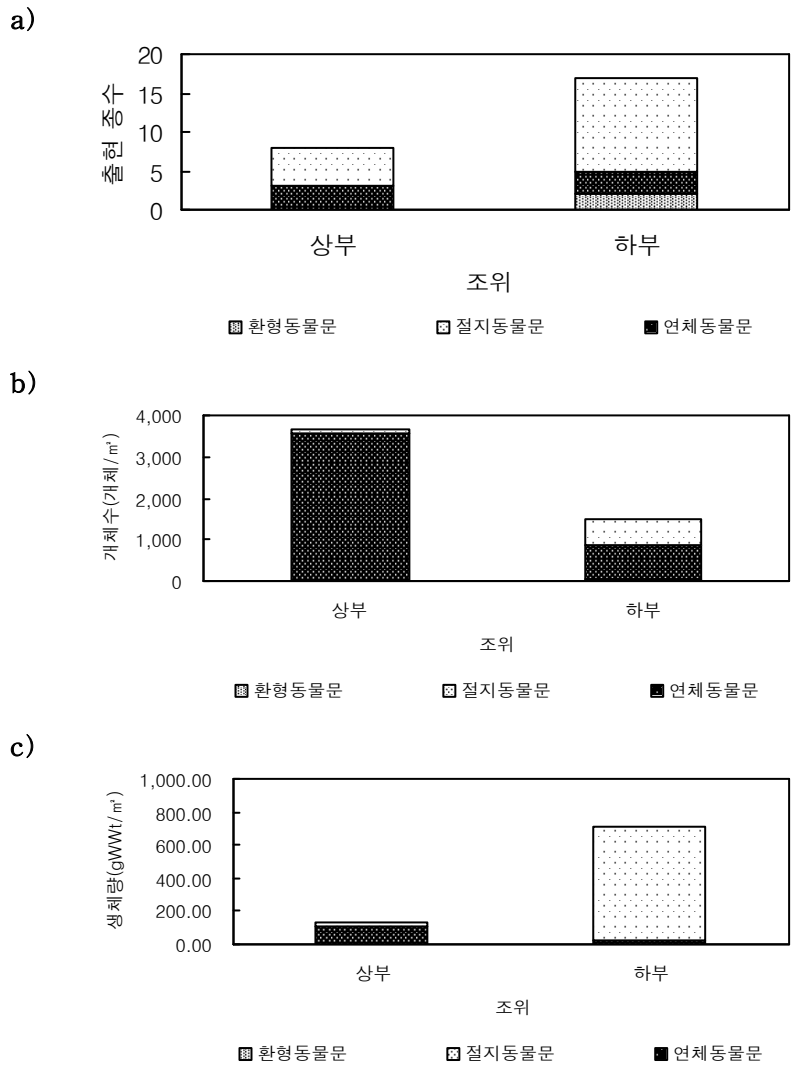 a)
20
15
10
5
0
출현 종수
상부 하부
조위
환형동물문 절지동물문 연체동물문
b)
4,000
3,000
2,000
1,000
0
개체수(개체/㎡)
상부 하부
조위
환형동물문 절지동물문 연체동물문
c)
1,000.00
800.00
600.00
400.00
200.00
0.00
생체량(gWWt/㎡)
상부 하부
조위
환형동물문 절지동물문 연체동물문